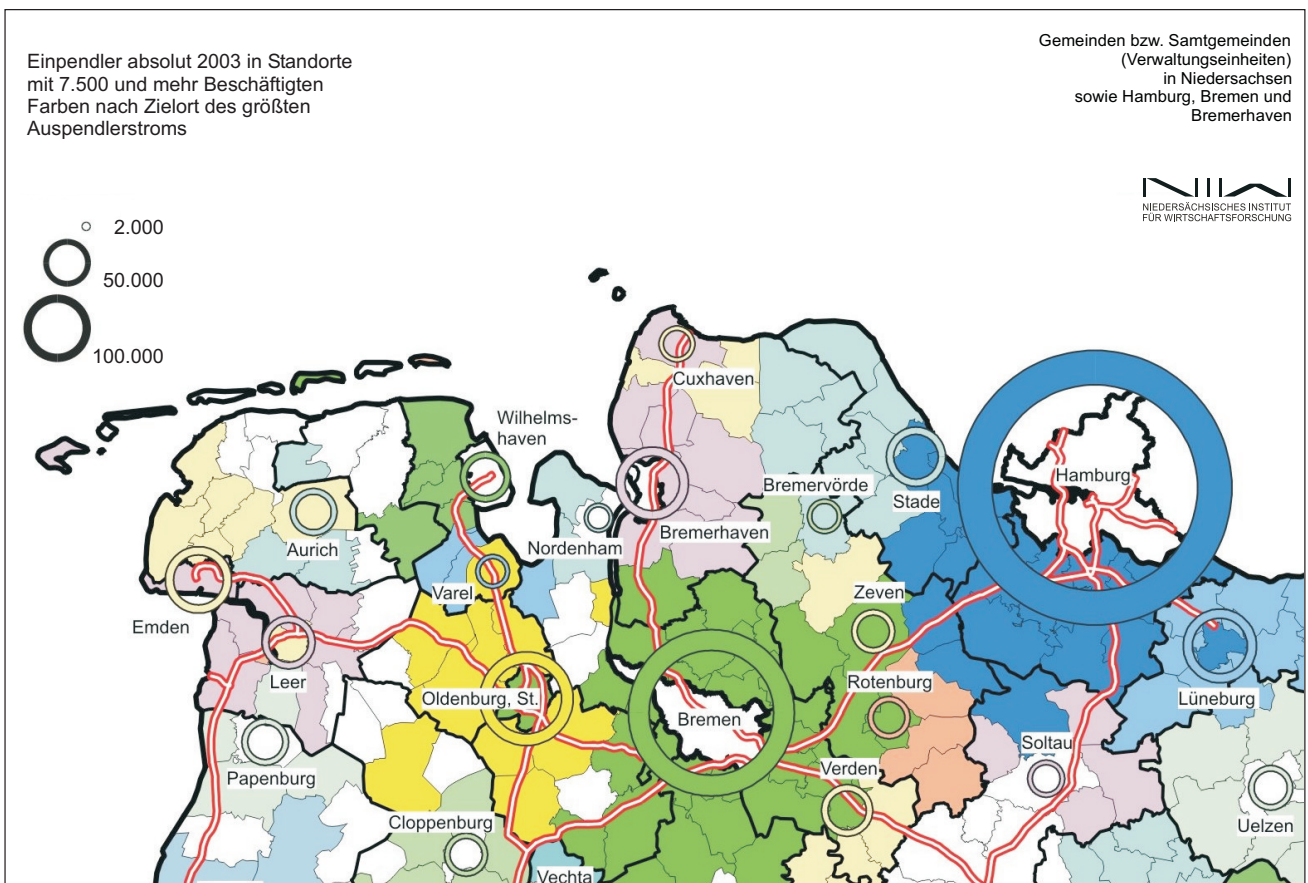 Einpendler absolut 2003 in Standorte
mit 7.500 und mehr Beschäftigten
Farben nach Zielort des größten
Auspendlerstroms
Gemeinden bzw. Samtgemeinden
(Verwaltungseinheiten)
in Niedersachsen
sowie Hamburg, Bremen und
Bremerhaven
NIW
NIEDERSÄCHSISCHES INSTITUT
FÜR WIRTSCHAFTSFORSCHUNG
2.000
50.000
100.000
Cuxhaven
Wilhelms-
haven
Hamburg
Bremervörde
Stade
Bremerhaven
Nordenham
Aurich
Varel
Zeven
Emden
Leer
Rotenburg
Oldenburg, St.
Lüneburg
Bremen
Soltau
Papenburg
Verden
Cloppenburg
Uelzen
Vechta